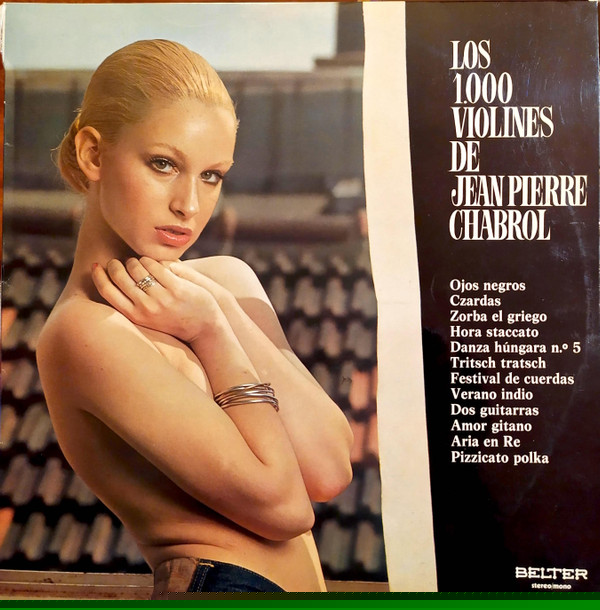 LOS
1.000
VIOLINES
DE
JEAN PIERRE
CHABROL
Ojos negros
Czardas
Zorba el griego
Hora staccato
Danza húngara n.º 5
Tritsch tratsch
Festival de cuerdas
Verano indio
Dos guitarras
Amor gitano
Aria en Re
Pizzicato polka
BELTER
stereo/mono